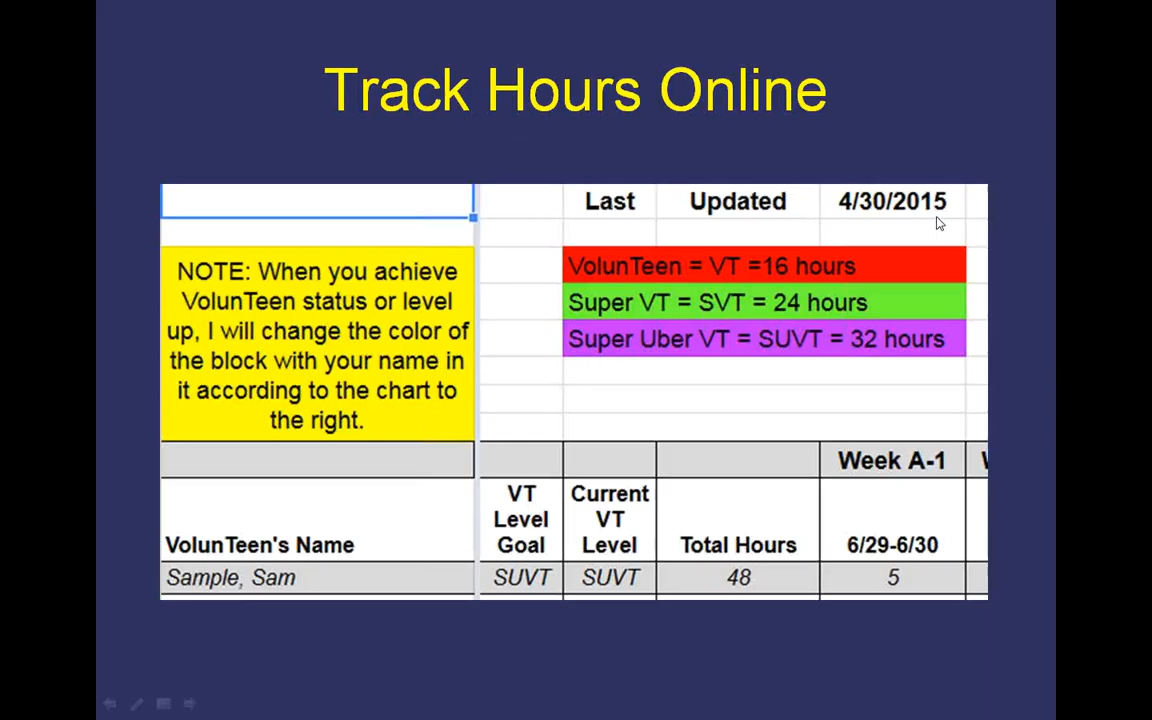 Track Hours Online
Last Updated 4/30/2015
NOTE: When you achieve
VolunTeen status or level
up, I will change the color of
the block with your name in
it according to the chart to
the right.
VolunTeen = VT =16 hours
Super VT = SVT = 24 hours
Super Uber VT = SUVT = 32 hours
Week A-1
VolunTeen's Name
VT
Level
Goal
Current
VT
Level
Total Hours
6/29-6/30
Sample, Sam SUVT SUVT 48 5